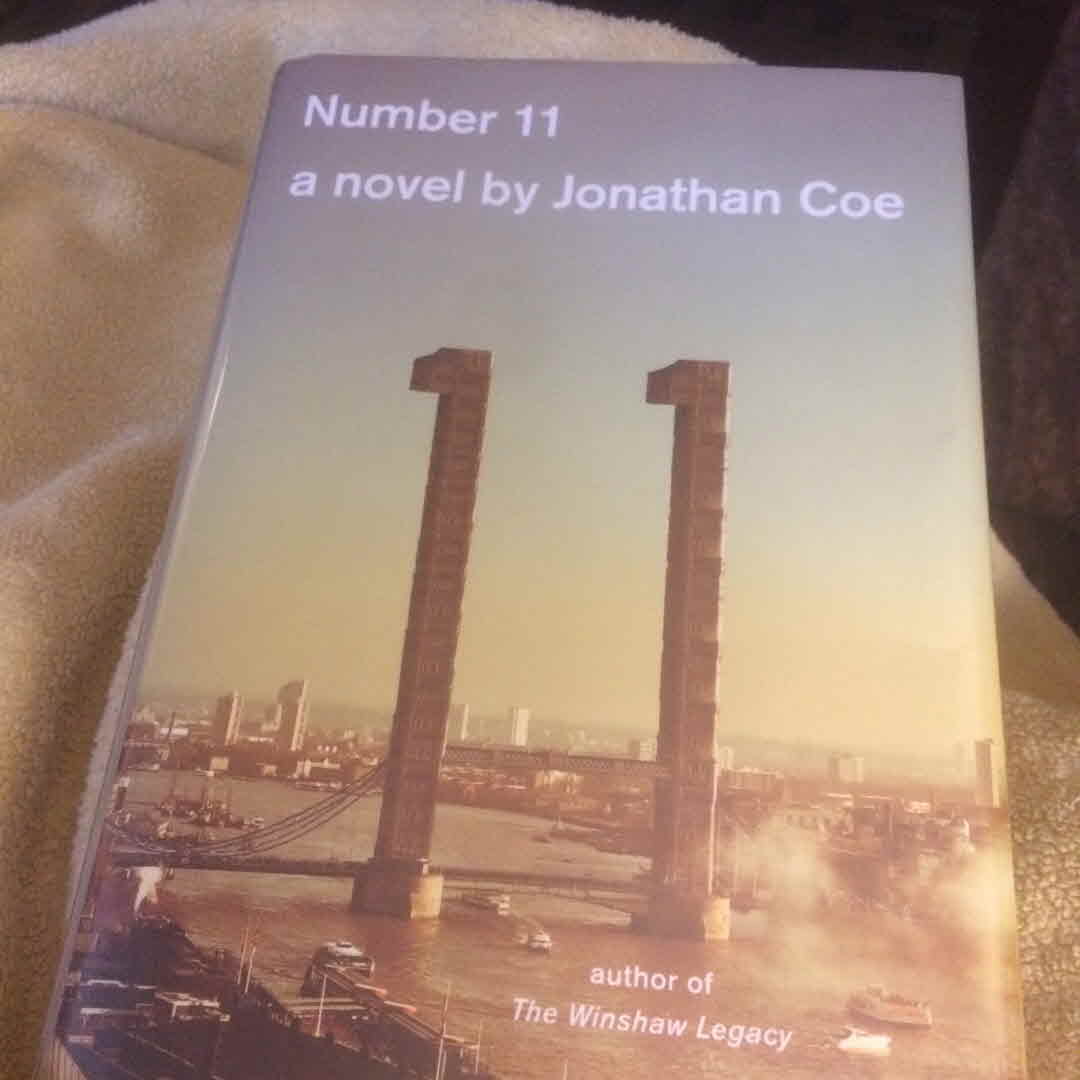 Number 11
a novel by Jonathan Coe
author of
The Winshaw Legacy